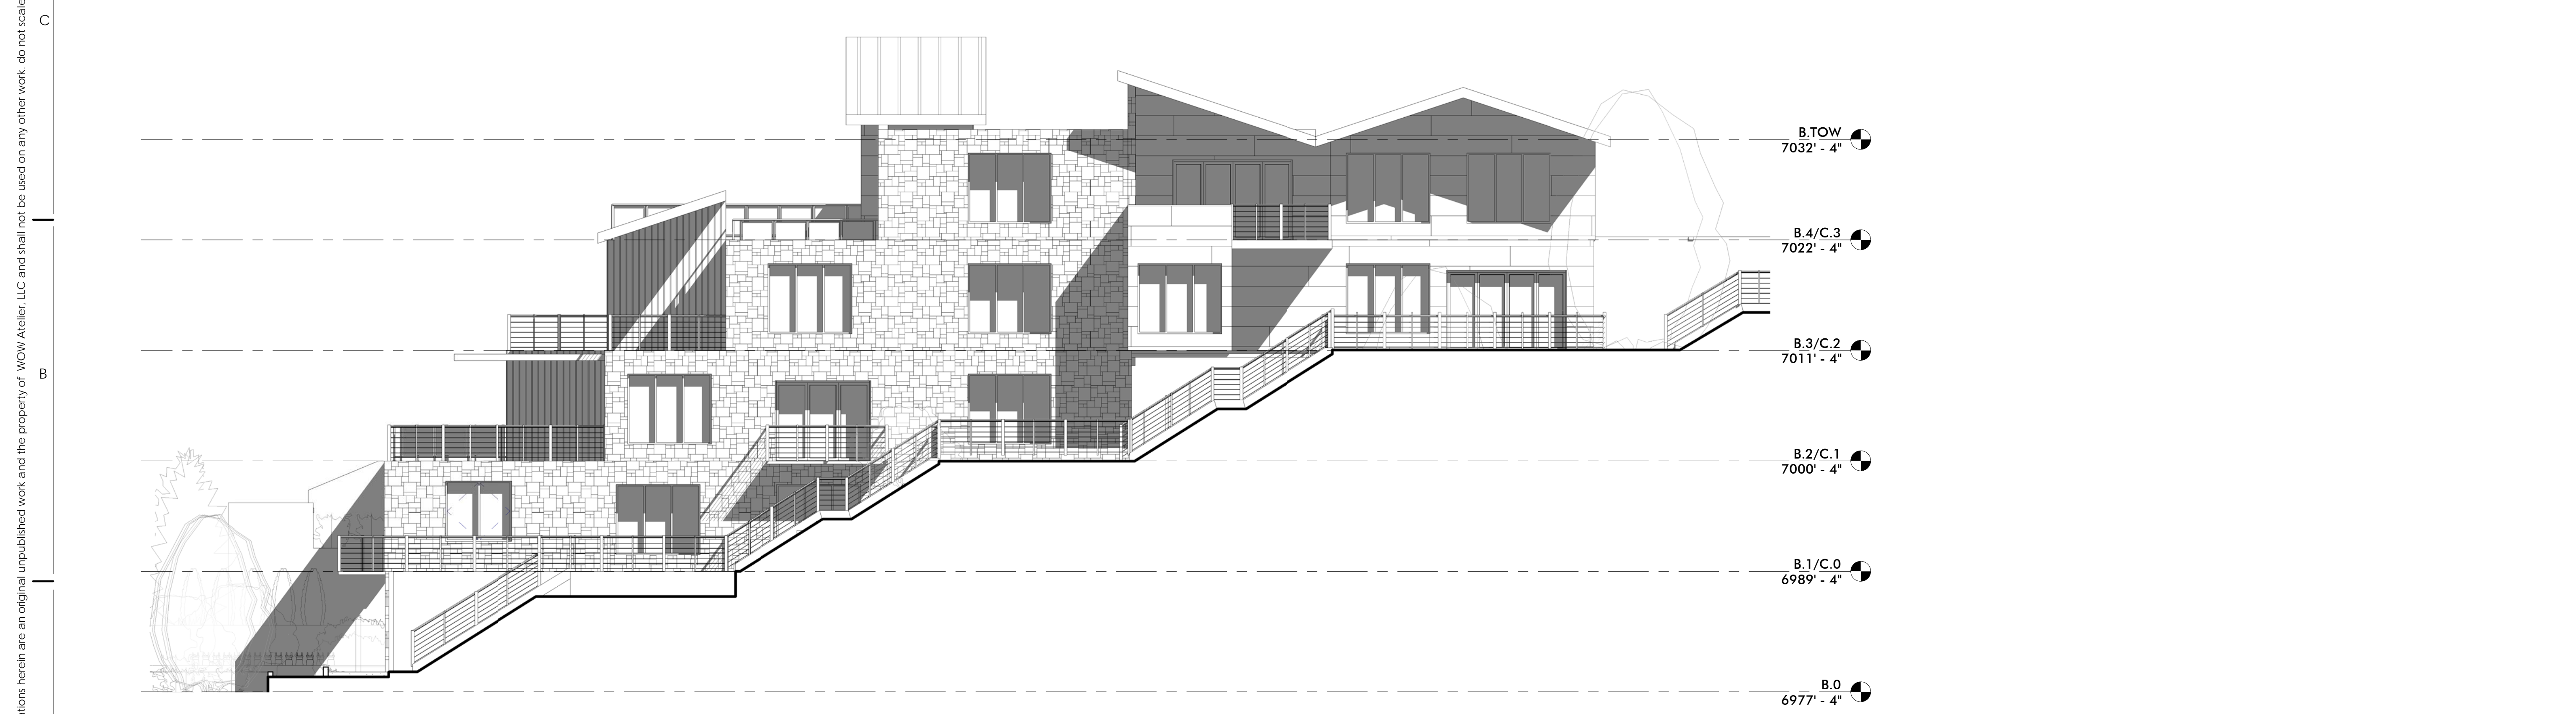 C
B
ations herein are an original unpublished work and the property of WOW Atelier, LLC and shall not be used on any other work. do not scale
B.TOW
7032' - 4"
B.4/C.3
7022' - 4"
B.3/C.2
7011' - 4"
B.2/C.1
7000' - 4"
B.1/C.0
6989' - 4"
B.0
6977' - 4"